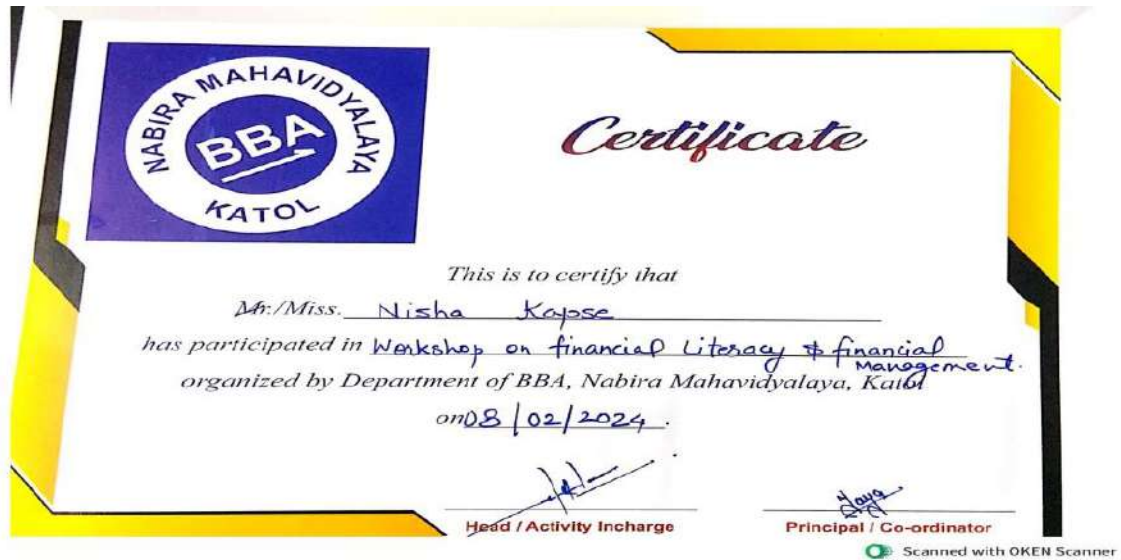 NABIRA MAHAVIDYALAYA
BBA
KATOL
Certificate
This is to certify that
Mr./Miss. Nisha Kapse
has participated in Workshop on financial Literacy & financial
Management.
organized by Department of BBA, Nabira Mahavidyalaya, Katol
on 08/02/2024.
Head / Activity Incharge
Principal / Co-ordinator
Scanned with OKEN Scanner